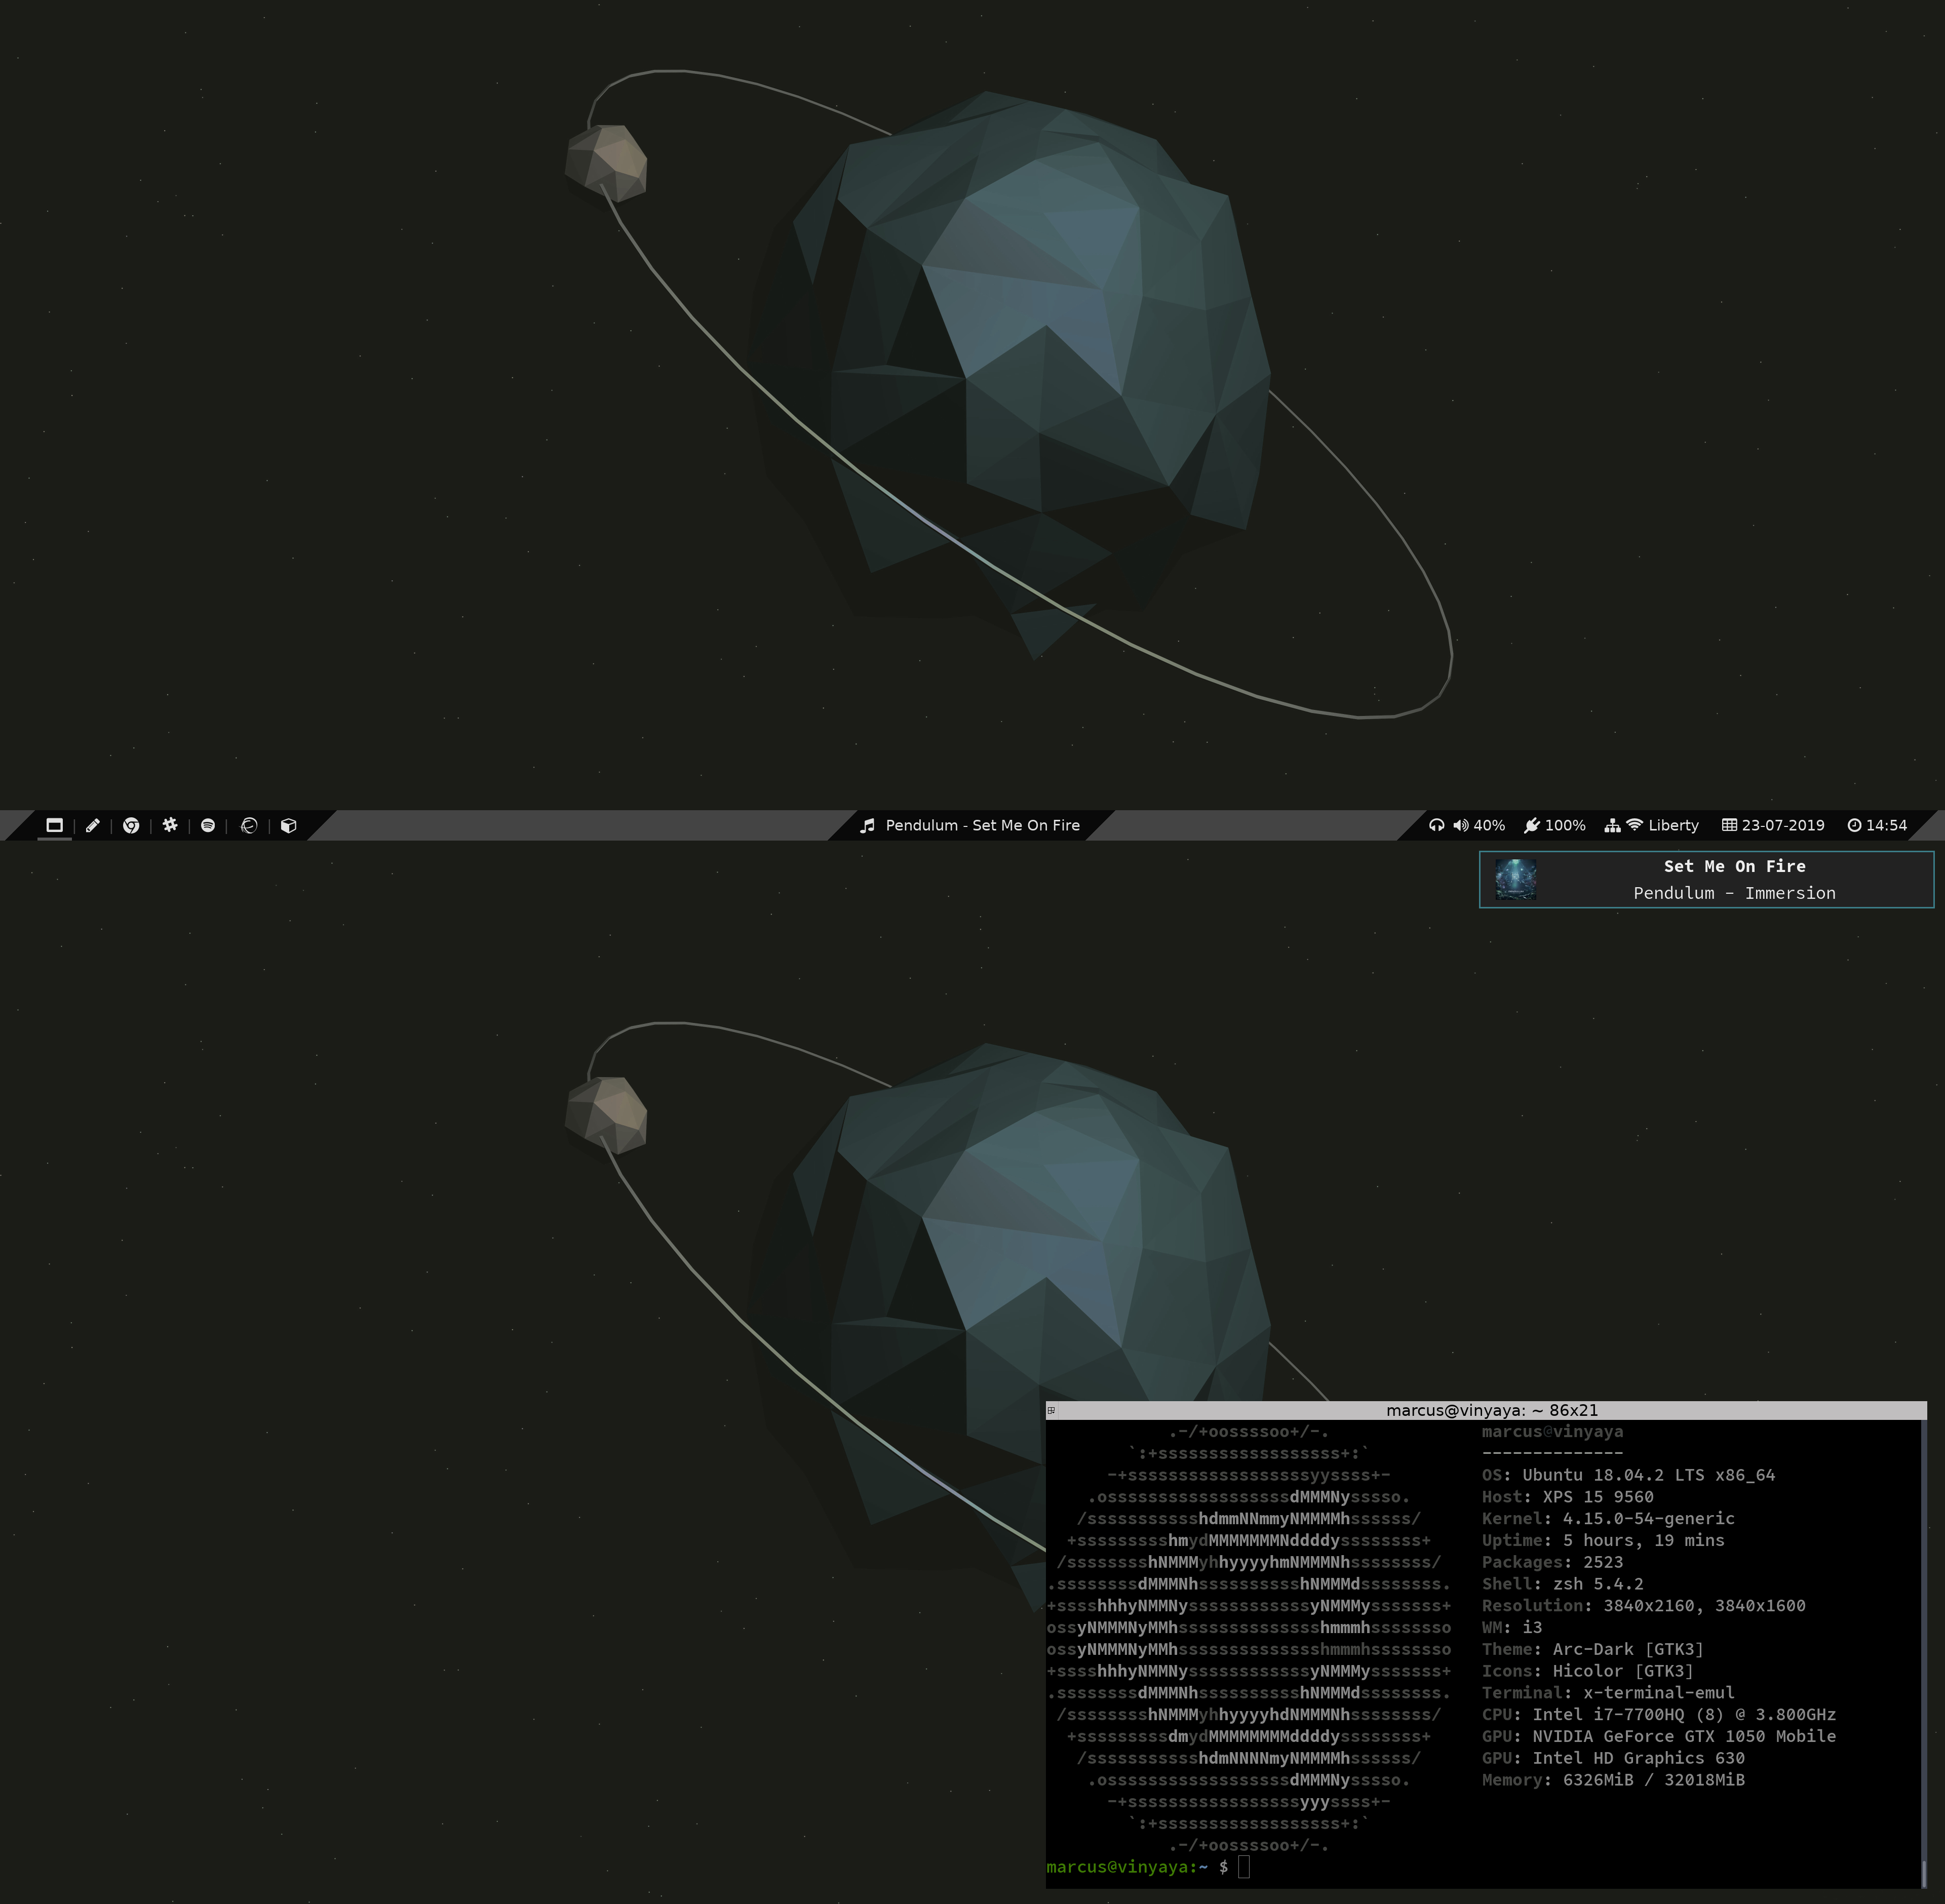 Pendulum - Set Me On Fire
40% 100% Liberty 23-07-2019 14:54
Set Me On Fire
Pendulum - Immersion
marcus@vinyaya: ~ 86x21
.-/+oossssoo+/-. marcus@vinyaya
`:+ssssssssssssssssss+:` --------------
-+ssssssssssssssssssyyssss+- OS: Ubuntu 18.04.2 LTS x86_64
.ossssssssssssssssssdMMMNysssso. Host: XPS 15 9560
/ssssssssssshdmmNNmmyNMMMMhssssss/ Kernel: 4.15.0-54-generic
+ssssssssshmydMMMMMMMNddddyssssssss+ Uptime: 5 hours, 19 mins
/sssssssshNMMMyhhyyyyhmNMMMNhssssssss/ Packages: 2523
.ssssssssdMMMNhsssssssssshNMMMdssssssss. Shell: zsh 5.4.2
+sssshhhyNMMNyssssssssssssyNMMMysssssss+ Resolution: 3840x2160, 3840x1600
ossyNMMMNyMMhsssssssssssssshmmmhssssssso WM: i3
ossyNMMMNyMMhsssssssssssssshmmmhssssssso Theme: Arc-Dark [GTK3]
+sssshhhyNMMNyssssssssssssyNMMMysssssss+ Icons: Hicolor [GTK3]
.ssssssssdMMMNhsssssssssshNMMMdssssssss. Terminal: x-terminal-emul
/sssssssshNMMMyhhyyyyhdNMMMNhssssssss/ CPU: Intel i7-7700HQ (8) @ 3.800GHz
+sssssssssdmydMMMMMMMMddddyssssssss+ GPU: NVIDIA GeForce GTX 1050 Mobile
/ssssssssssshdmNNNNmyNMMMMhssssss/ GPU: Intel HD Graphics 630
.ossssssssssssssssssdMMMNysssso. Memory: 6326MiB / 32018MiB
-+sssssssssssssssssyyyssss+-
`:+ssssssssssssssssss+:`
.-/+oossssoo+/-.
marcus@vinyaya:~ $